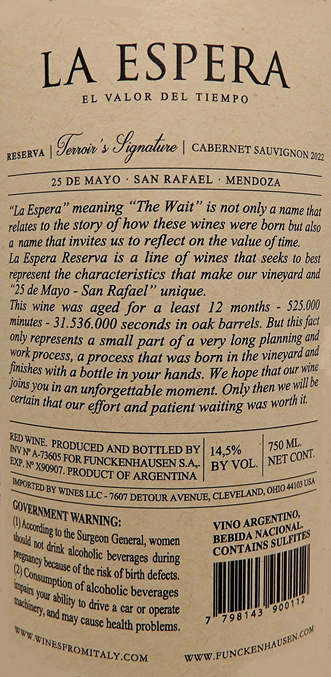 LA ESPERA
EL VALOR DEL TIEMPO
RESERVA | Terroir's Signature | CABERNET SAUVIGNON 2022
25 DE MAYO · SAN RAFAEL · MENDOZA
"La Espera" meaning "The Wait" is not only a name that
relates to the story of how these wines were born but also
a name that invites us to reflect on the value of time.
La Espera Reserva is a line of wines that seeks to best
represent the characteristics that make our vineyard and
"25 de Mayo - San Rafael" unique.
This wine was aged for a least 12 months - 525.000
minutes - 31.536.000 seconds in oak barrels. But this fact
only represents a small part of a very long planning and
work process, a process that was born in the vineyard and
finishes with a bottle in your hands. We hope that our wine
joins you in an unforgettable moment. Only then we will be
certain that our effort and patient waiting was worth it.
RED WINE. PRODUCED AND BOTTLED BY
INV Nº A-73605 FOR FUNCKENHAUSEN S.A,.
EXP. Nº X90907. PRODUCT OF ARGENTINA
14,5%
BY VOL.
750 ML.
NET CONT.
IMPORTED BY WINES LLC - 7607 DETOUR AVENUE, CLEVELAND, OHIO 44103 USA
GOVERNMENT WARNING:
(1) According to the Surgeon General, women
should not drink alcoholic beverages during
pregnancy because of the risk of birth defects.
(2) Consumption of alcoholic beverages
impairs your ability to drive a car or operate
machinery, and may cause health problems.
WWW.WINESFROMITALY.COM
VINO ARGENTINO,
BEBIDA NACIONAL.
CONTAINS SULFITES
7 798143 900112
WWW.FUNCKENHAUSEN.COM